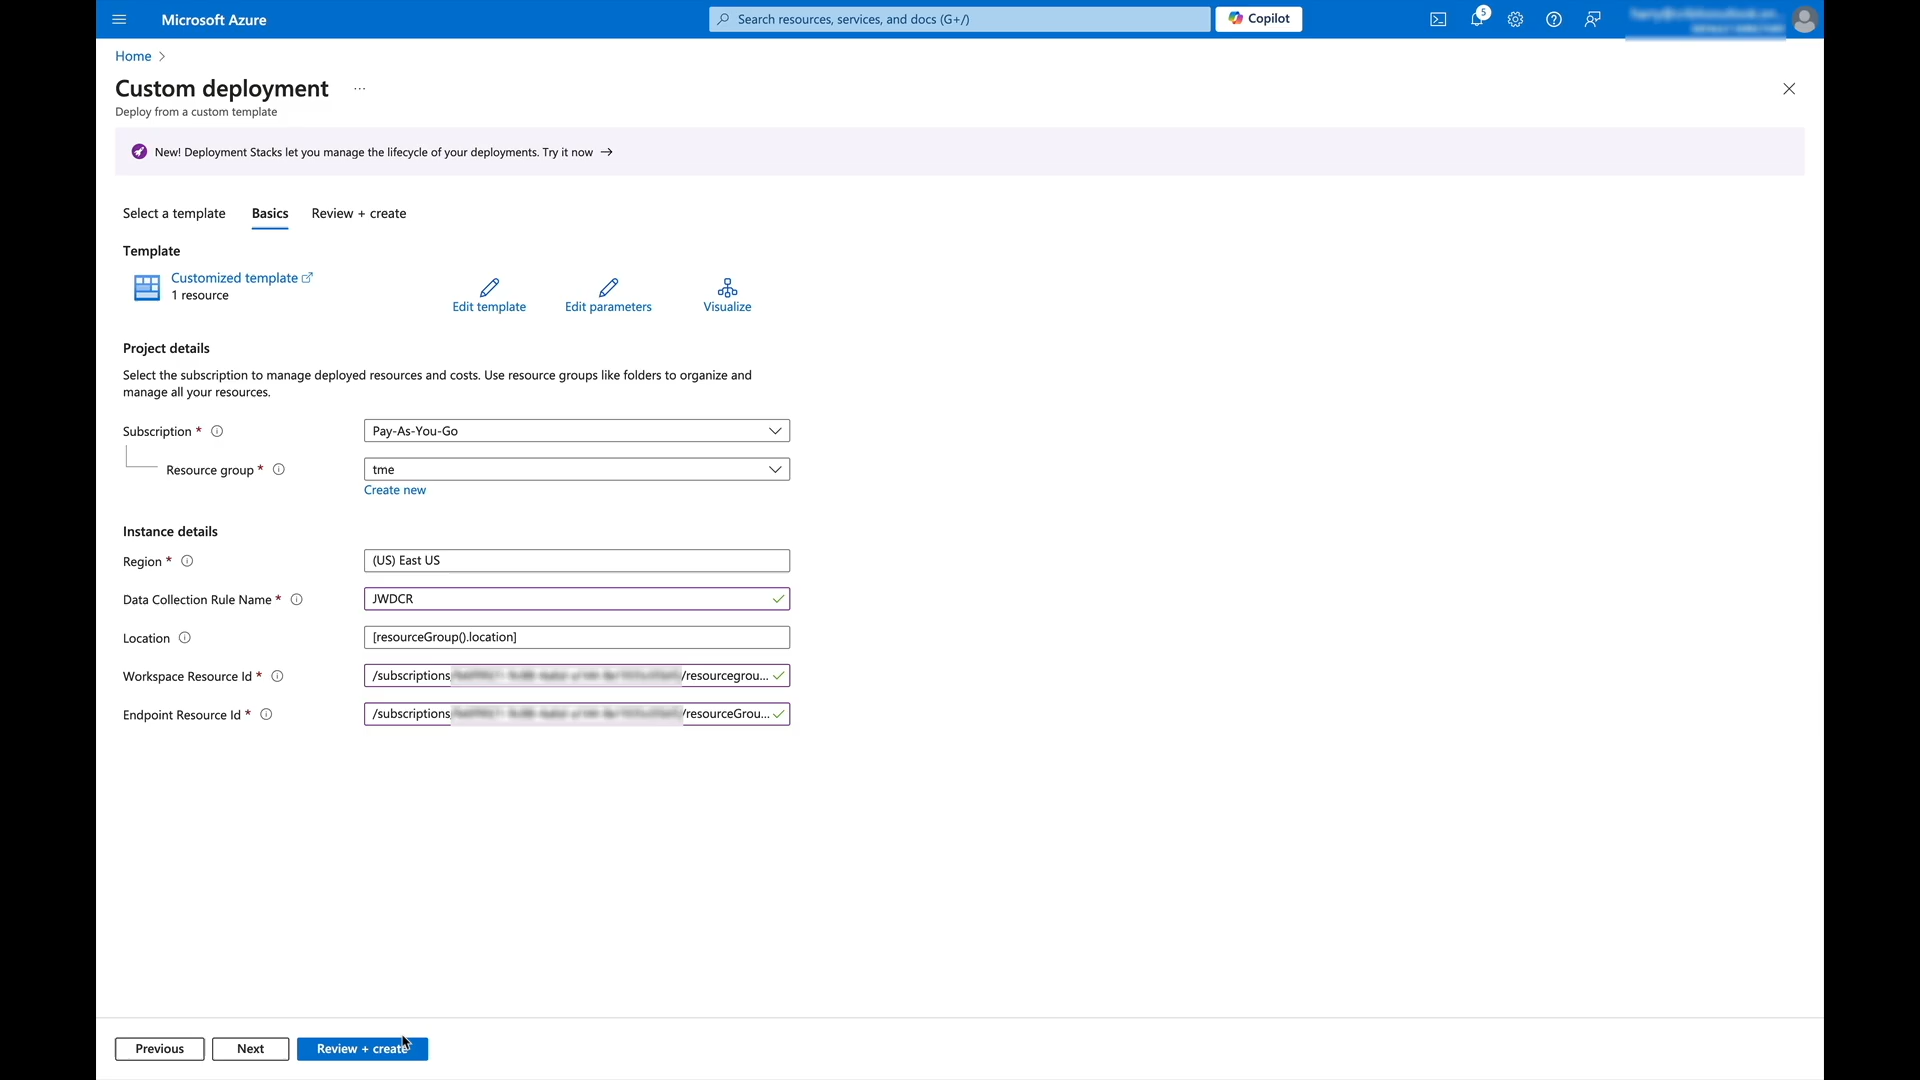 Microsoft Azure
Search resources, services, and docs (G+/)
Copilot
5
Home
Custom deployment
...
Deploy from a custom template
New! Deployment Stacks let you manage the lifecycle of your deployments. Try it now →
Select a template
Basics
Review + create
Template
Customized template
1 resource
Edit template
Edit parameters
Visualize
Project details
Select the subscription to manage deployed resources and costs. Use resource groups like folders to organize and
manage all your resources.
Subscription *
Pay-As-You-Go
Resource group *
tme
Create new
Instance details
Region *
(US) East US
Data Collection Rule Name *
JWDCR
Location
[resourceGroup().location]
Workspace Resource Id *
/subscriptions /resourcegrou...
Endpoint Resource Id *
/subscriptions /resourceGrou...
Previous
Next
Review + create